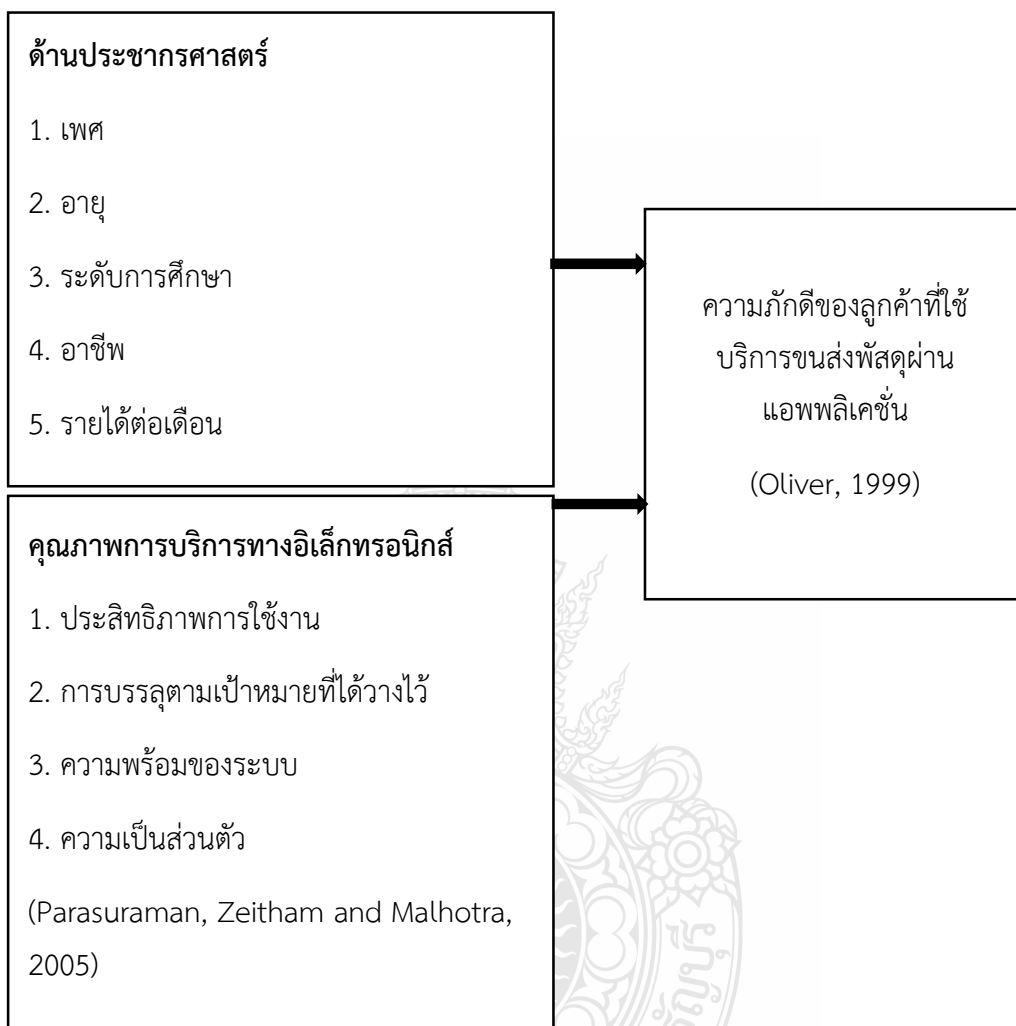 ด้านประชากรศาสตร์
1. เพศ
2. อายุ
3. ระดับการศึกษา
4. อาชีพ
5. รายได้ต่อเดือน
คุณภาพการบริการทางอิเล็กทรอนิกส์
1. ประสิทธิภาพการใช้งาน
2. การบรรลุตามเป้าหมายที่ได้วางไว้
3. ความพร้อมของระบบ
4. ความเป็นส่วนตัว
(Parasuraman, Zeitham and Malhotra,
2005)
ความภักดีของลูกค้าที่ใช้
บริการขนส่งพัสดุผ่าน
แอพพลิเคชั่น
(Oliver, 1999)